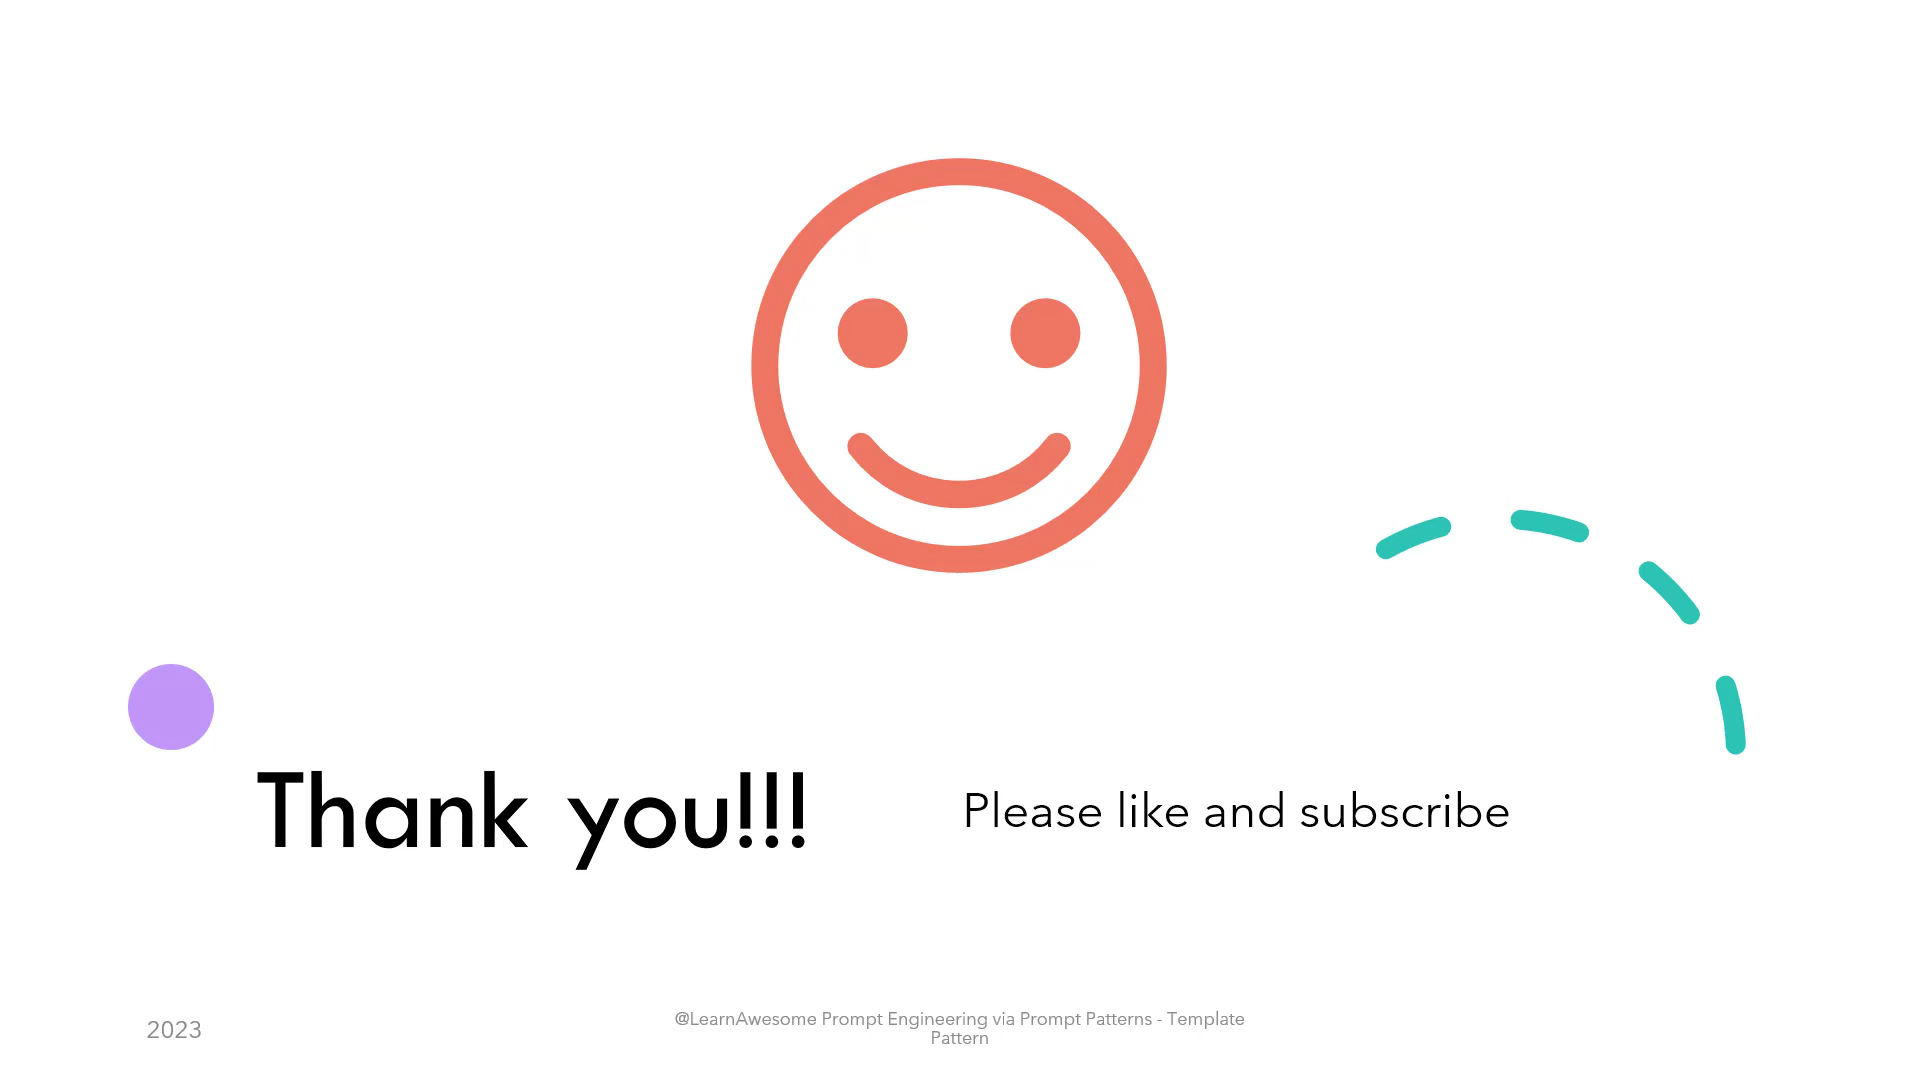 Thank you!!!
Please like and subscribe
2023
@LearnAwesome Prompt Engineering via Prompt Patterns - Template
Pattern